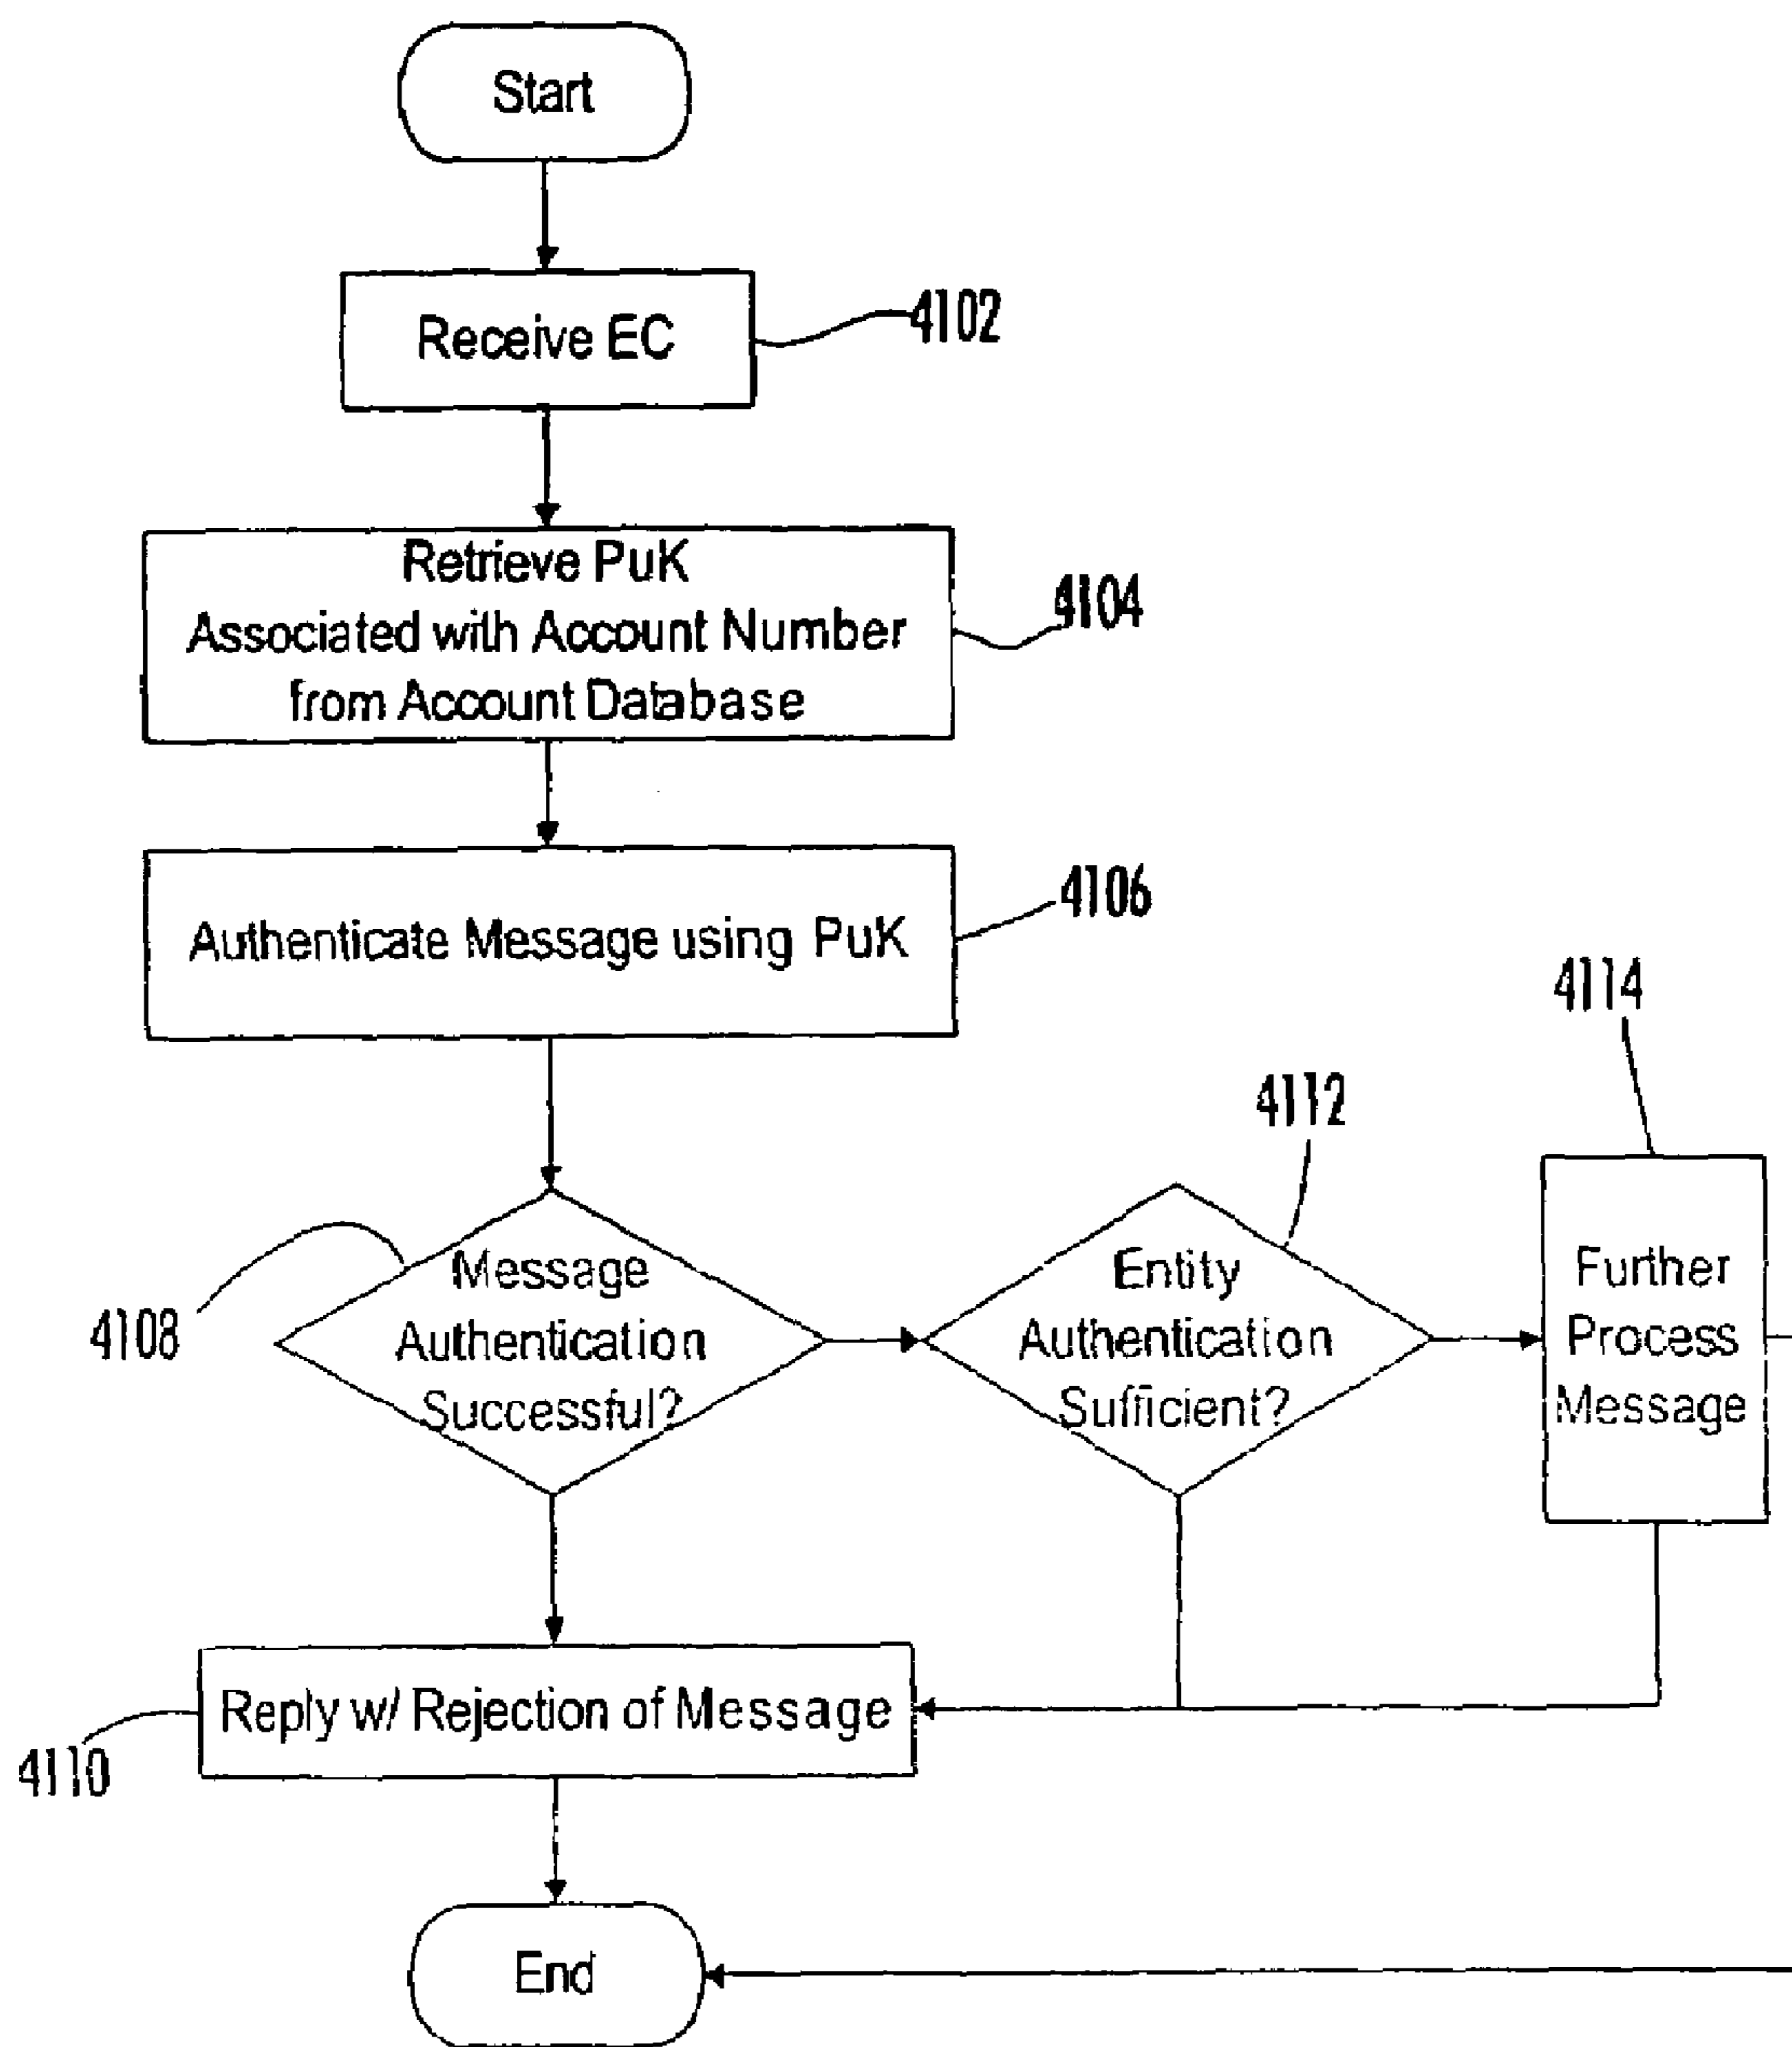 Start
Receive EC
4102
Retrieve PuK
Associated with Account Number
from Account Database
4104
Authenticate Message using PuK
4106
4114
4112
Message
Authentication
Successful?
4108
Entity
Authentication
Sufficient?
Further
Process
Message
Reply w/ Rejection of Message
4110
End